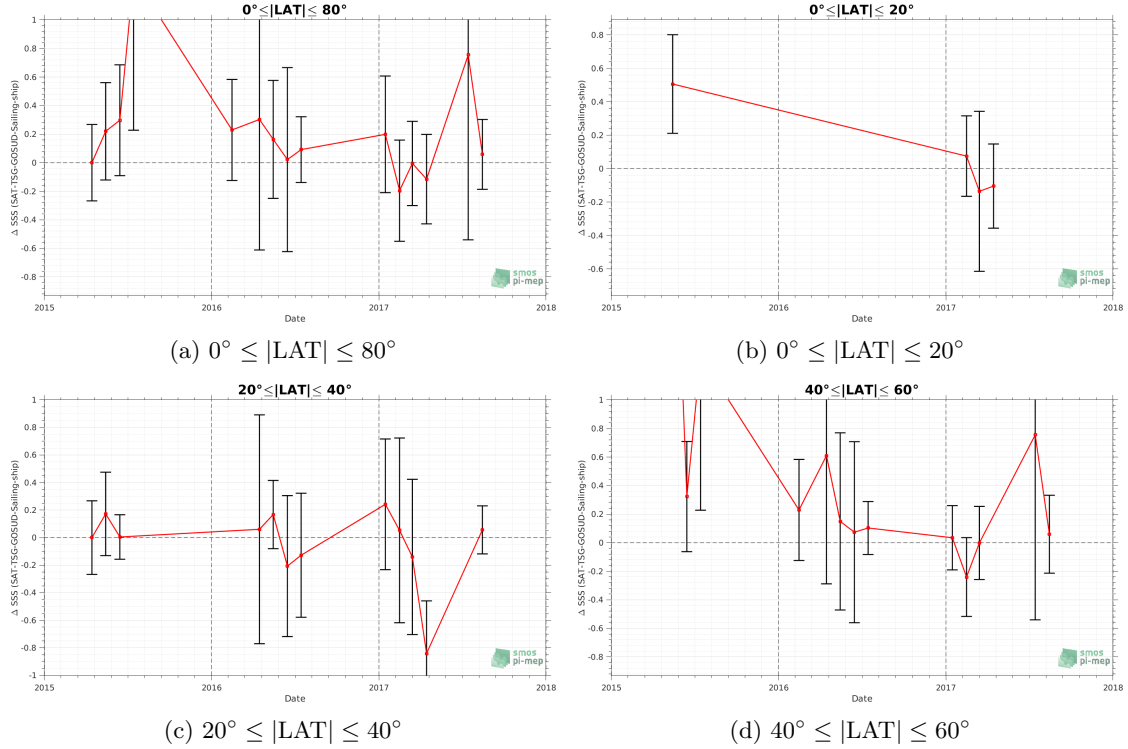 0°≤|LAT|≤ 80°
Δ SSS (SAT-TSG-GOSUD-Sailing-ship)
1
0.8
0.6
0.4
0.2
0
-0.2
-0.4
-0.6
-0.8
2015
2016
2017
2018
Date
smos
pi-mep
(a) 0° ≤ |LAT| ≤ 80°
0°≤|LAT|≤ 20°
Δ SSS (SAT-TSG-GOSUD-Sailing-ship)
0.8
0.6
0.4
0.2
0
-0.2
-0.4
-0.6
2015
2016
2017
2018
Date
smos
pi-mep
(b) 0° ≤ |LAT| ≤ 20°
20°≤|LAT|≤ 40°
Δ SSS (SAT-TSG-GOSUD-Sailing-ship)
1
0.8
0.6
0.4
0.2
0
-0.2
-0.4
-0.6
-0.8
-1
2015
2016
2017
2018
Date
smos
pi-mep
(c) 20° ≤ |LAT| ≤ 40°
40°≤|LAT|≤ 60°
Δ SSS (SAT-TSG-GOSUD-Sailing-ship)
1
0.8
0.6
0.4
0.2
0
-0.2
-0.4
-0.6
-0.8
2015
2016
2017
2018
Date
smos
pi-mep
(d) 40° ≤ |LAT| ≤ 60°